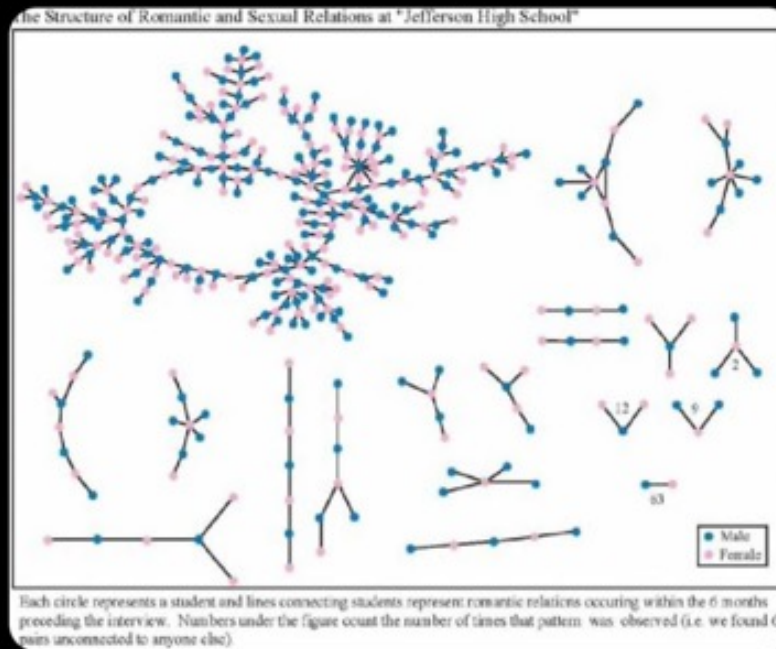 he Structure of Romantic and Sexual Relations at "Jefferson High School"
2
12
9
63
Male
Female
Each circle represents a student and lines connecting students represent romantic relations occuring within the 6 months
preceding the interview. Numbers under the figure count the number of times that pattern was observed (i.e. we found 6
pairs unconnected to anyone else).